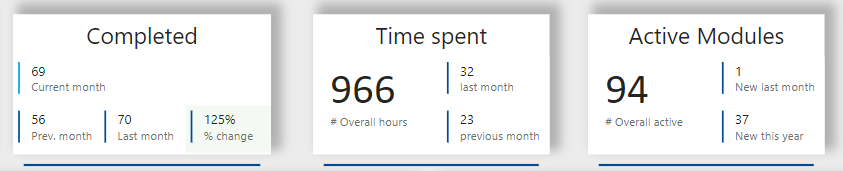 Completed
69
Current month
56
Prev. month
70
Last month
125%
% change
Time spent
966
# Overall hours
32
last month
23
previous month
Active Modules
94
# Overall active
1
New last month
37
New this year